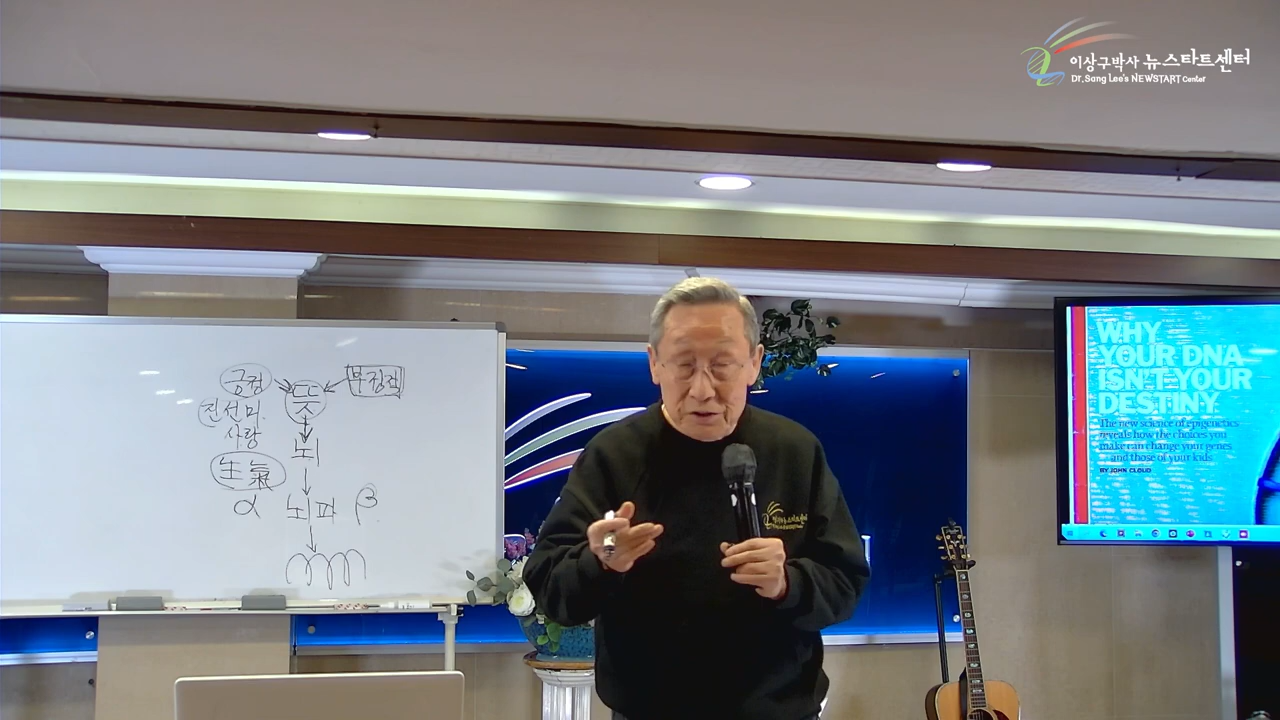 이상구박사 뉴스타트센터
Dr. Sang Lee's NEWSTART Center
긍정 뜻 부정적
진선미
사랑 뇌
生氣
α 뇌파 β
WHY
YOUR DNA
ISN'T YOUR
DESTINY
The new science of epigenetics
reveals how the choices you
make can change your genes
and those of your kids
BY JOHN CLOUD